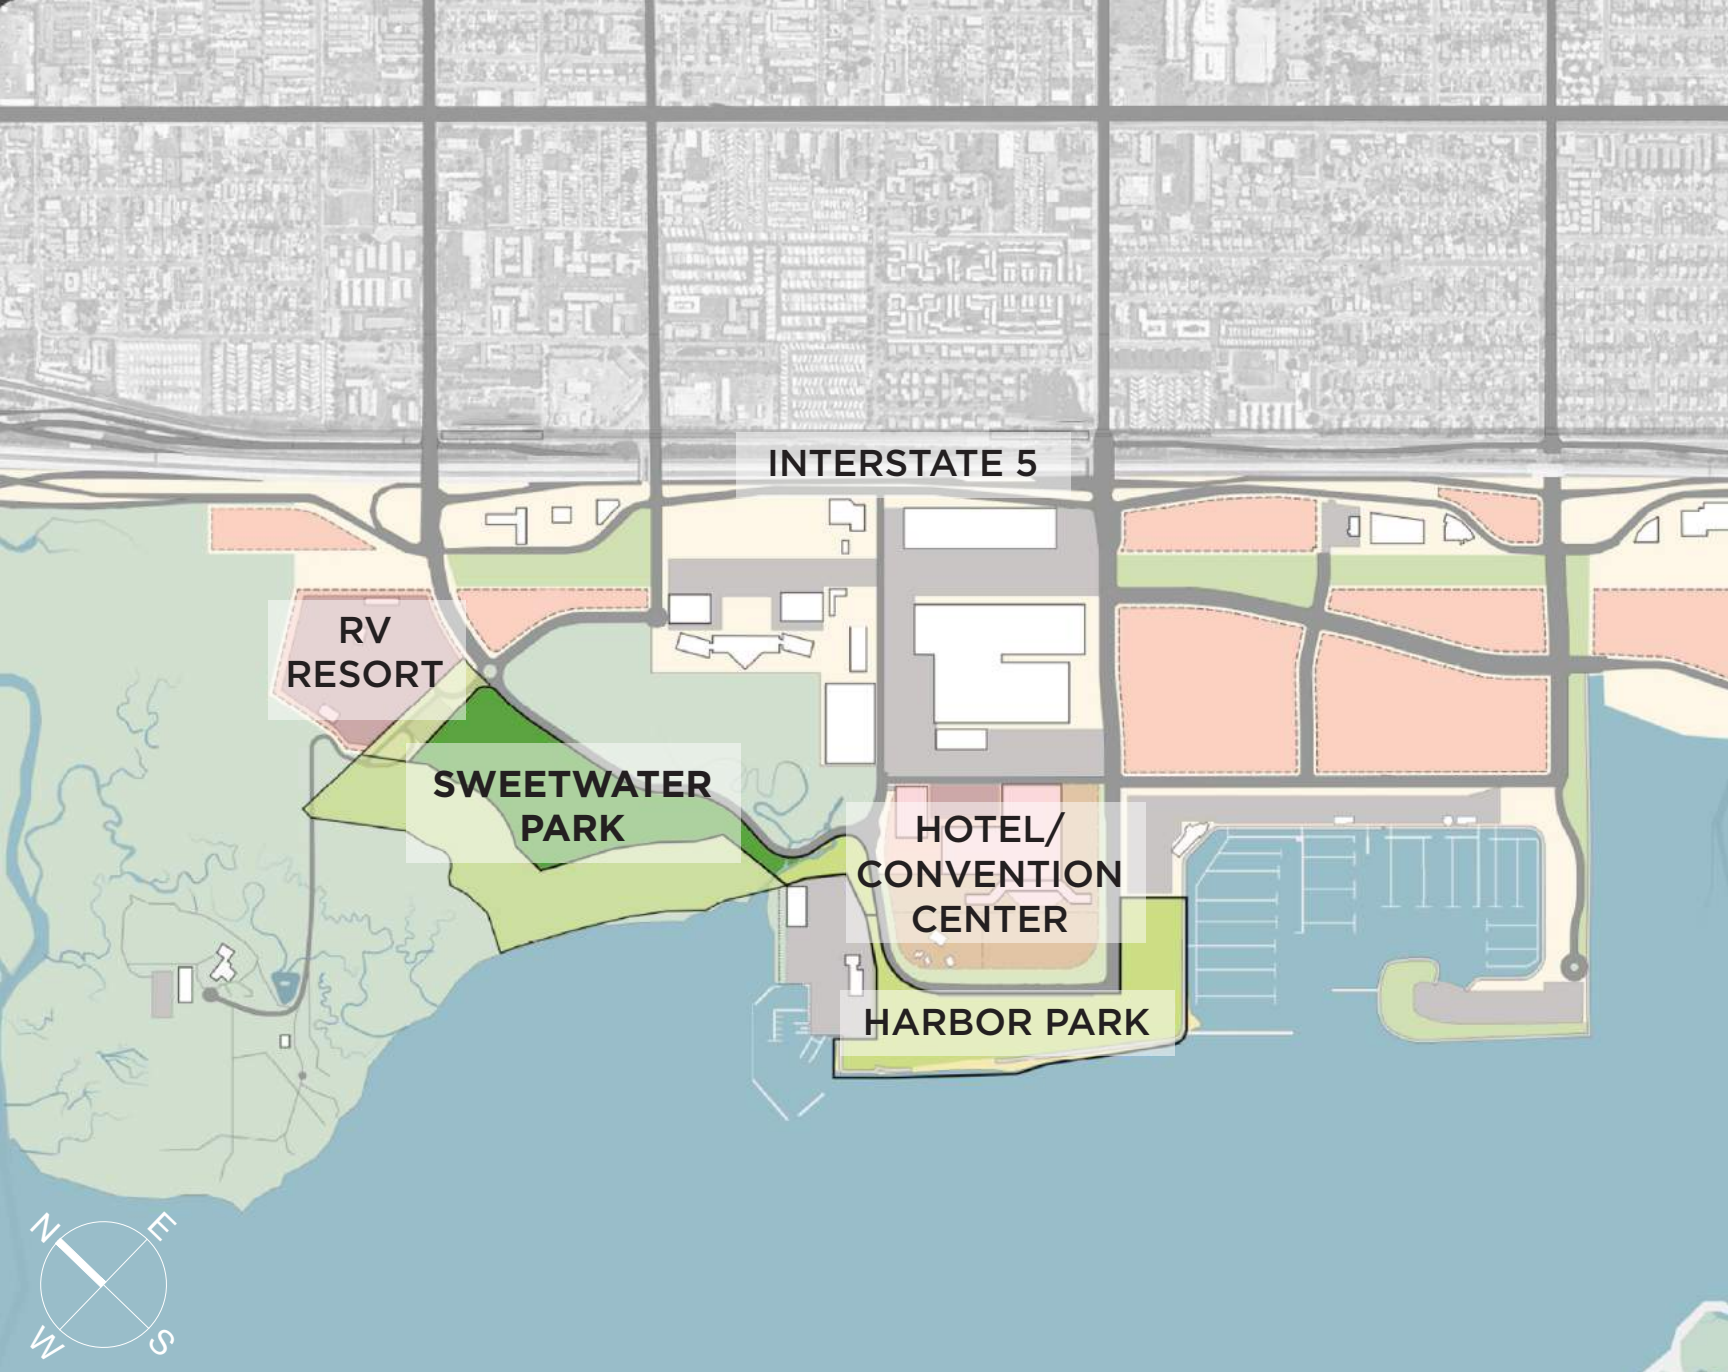 INTERSTATE 5
RV
RESORT
SWEETWATER
PARK
HOTEL/
CONVENTION
CENTER
HARBOR PARK
N
E
W
S